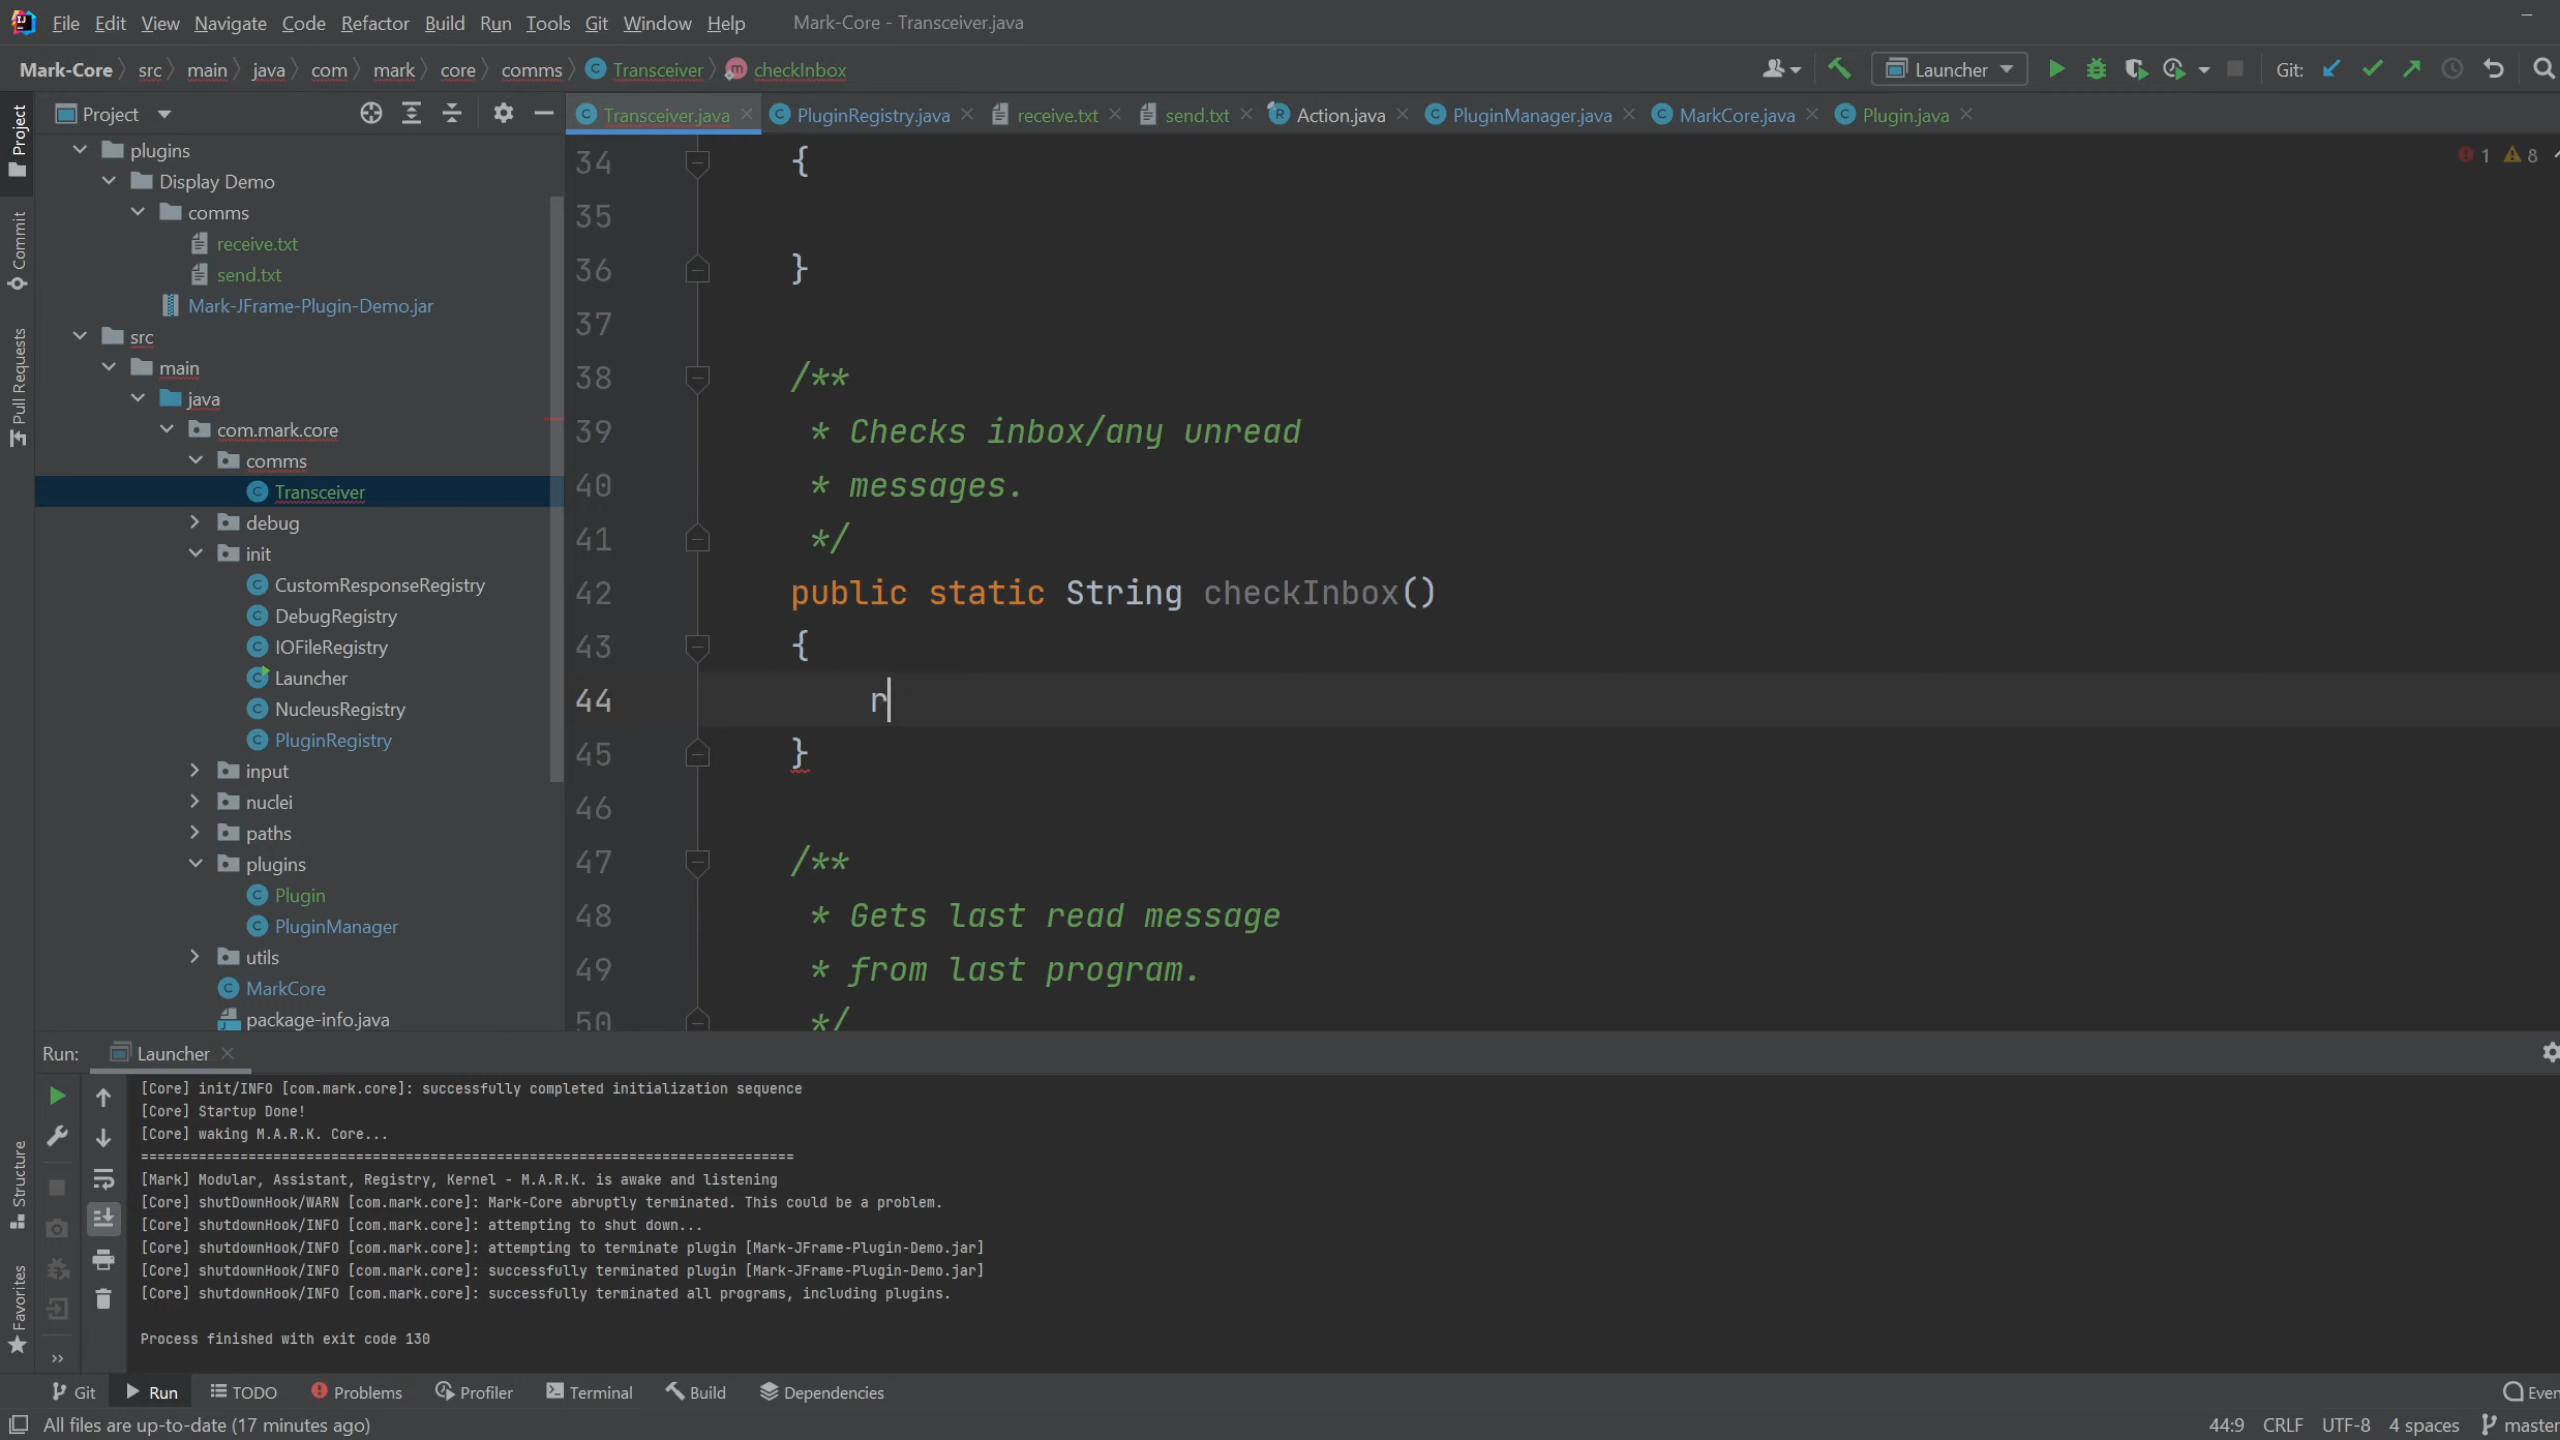 File Edit View Navigate Code Refactor Build Run Tools Git Window Help Mark-Core - Transceiver.java
Mark-Core src main java com mark core comms Transceiver checkInbox Launcher Git:
Project Transceiver.java PluginRegistry.java receive.txt send.txt Action.java PluginManager.java MarkCore.java Plugin.java
1 8
Project
Commit
Pull Requests
Structure
Favorites
plugins
Display Demo
comms
receive.txt
send.txt
Mark-JFrame-Plugin-Demo.jar
src
main
java
com.mark.core
comms
Transceiver
debug
init
CustomResponseRegistry
DebugRegistry
IOFileRegistry
Launcher
NucleusRegistry
PluginRegistry
input
nuclei
paths
plugins
Plugin
PluginManager
utils
MarkCore
package-info.java
34 {
35
36 }
37
38 /**
39 * Checks inbox/any unread
40 * messages.
41 */
42 public static String checkInbox()
43 {
44 r
45 }
46
47 /**
48 * Gets last read message
49 * from last program.
50 */
Run: Launcher
[Core] init/INFO [com.mark.core]: successfully completed initialization sequence
[Core] Startup Done!
[Core] waking M.A.R.K. Core...
===============================================================================
[Mark] Modular, Assistant, Registry, Kernel - M.A.R.K. is awake and listening
[Core] shutDownHook/WARN [com.mark.core]: Mark-Core abruptly terminated. This could be a problem.
[Core] shutdownHook/INFO [com.mark.core]: attempting to shut down...
[Core] shutdownHook/INFO [com.mark.core]: attempting to terminate plugin [Mark-JFrame-Plugin-Demo.jar]
[Core] shutdownHook/INFO [com.mark.core]: successfully terminated plugin [Mark-JFrame-Plugin-Demo.jar]
[Core] shutdownHook/INFO [com.mark.core]: successfully terminated all programs, including plugins.
Process finished with exit code 130
Git Run TODO Problems Profiler Terminal Build Dependencies Even
All files are up-to-date (17 minutes ago) 44:9 CRLF UTF-8 4 spaces master